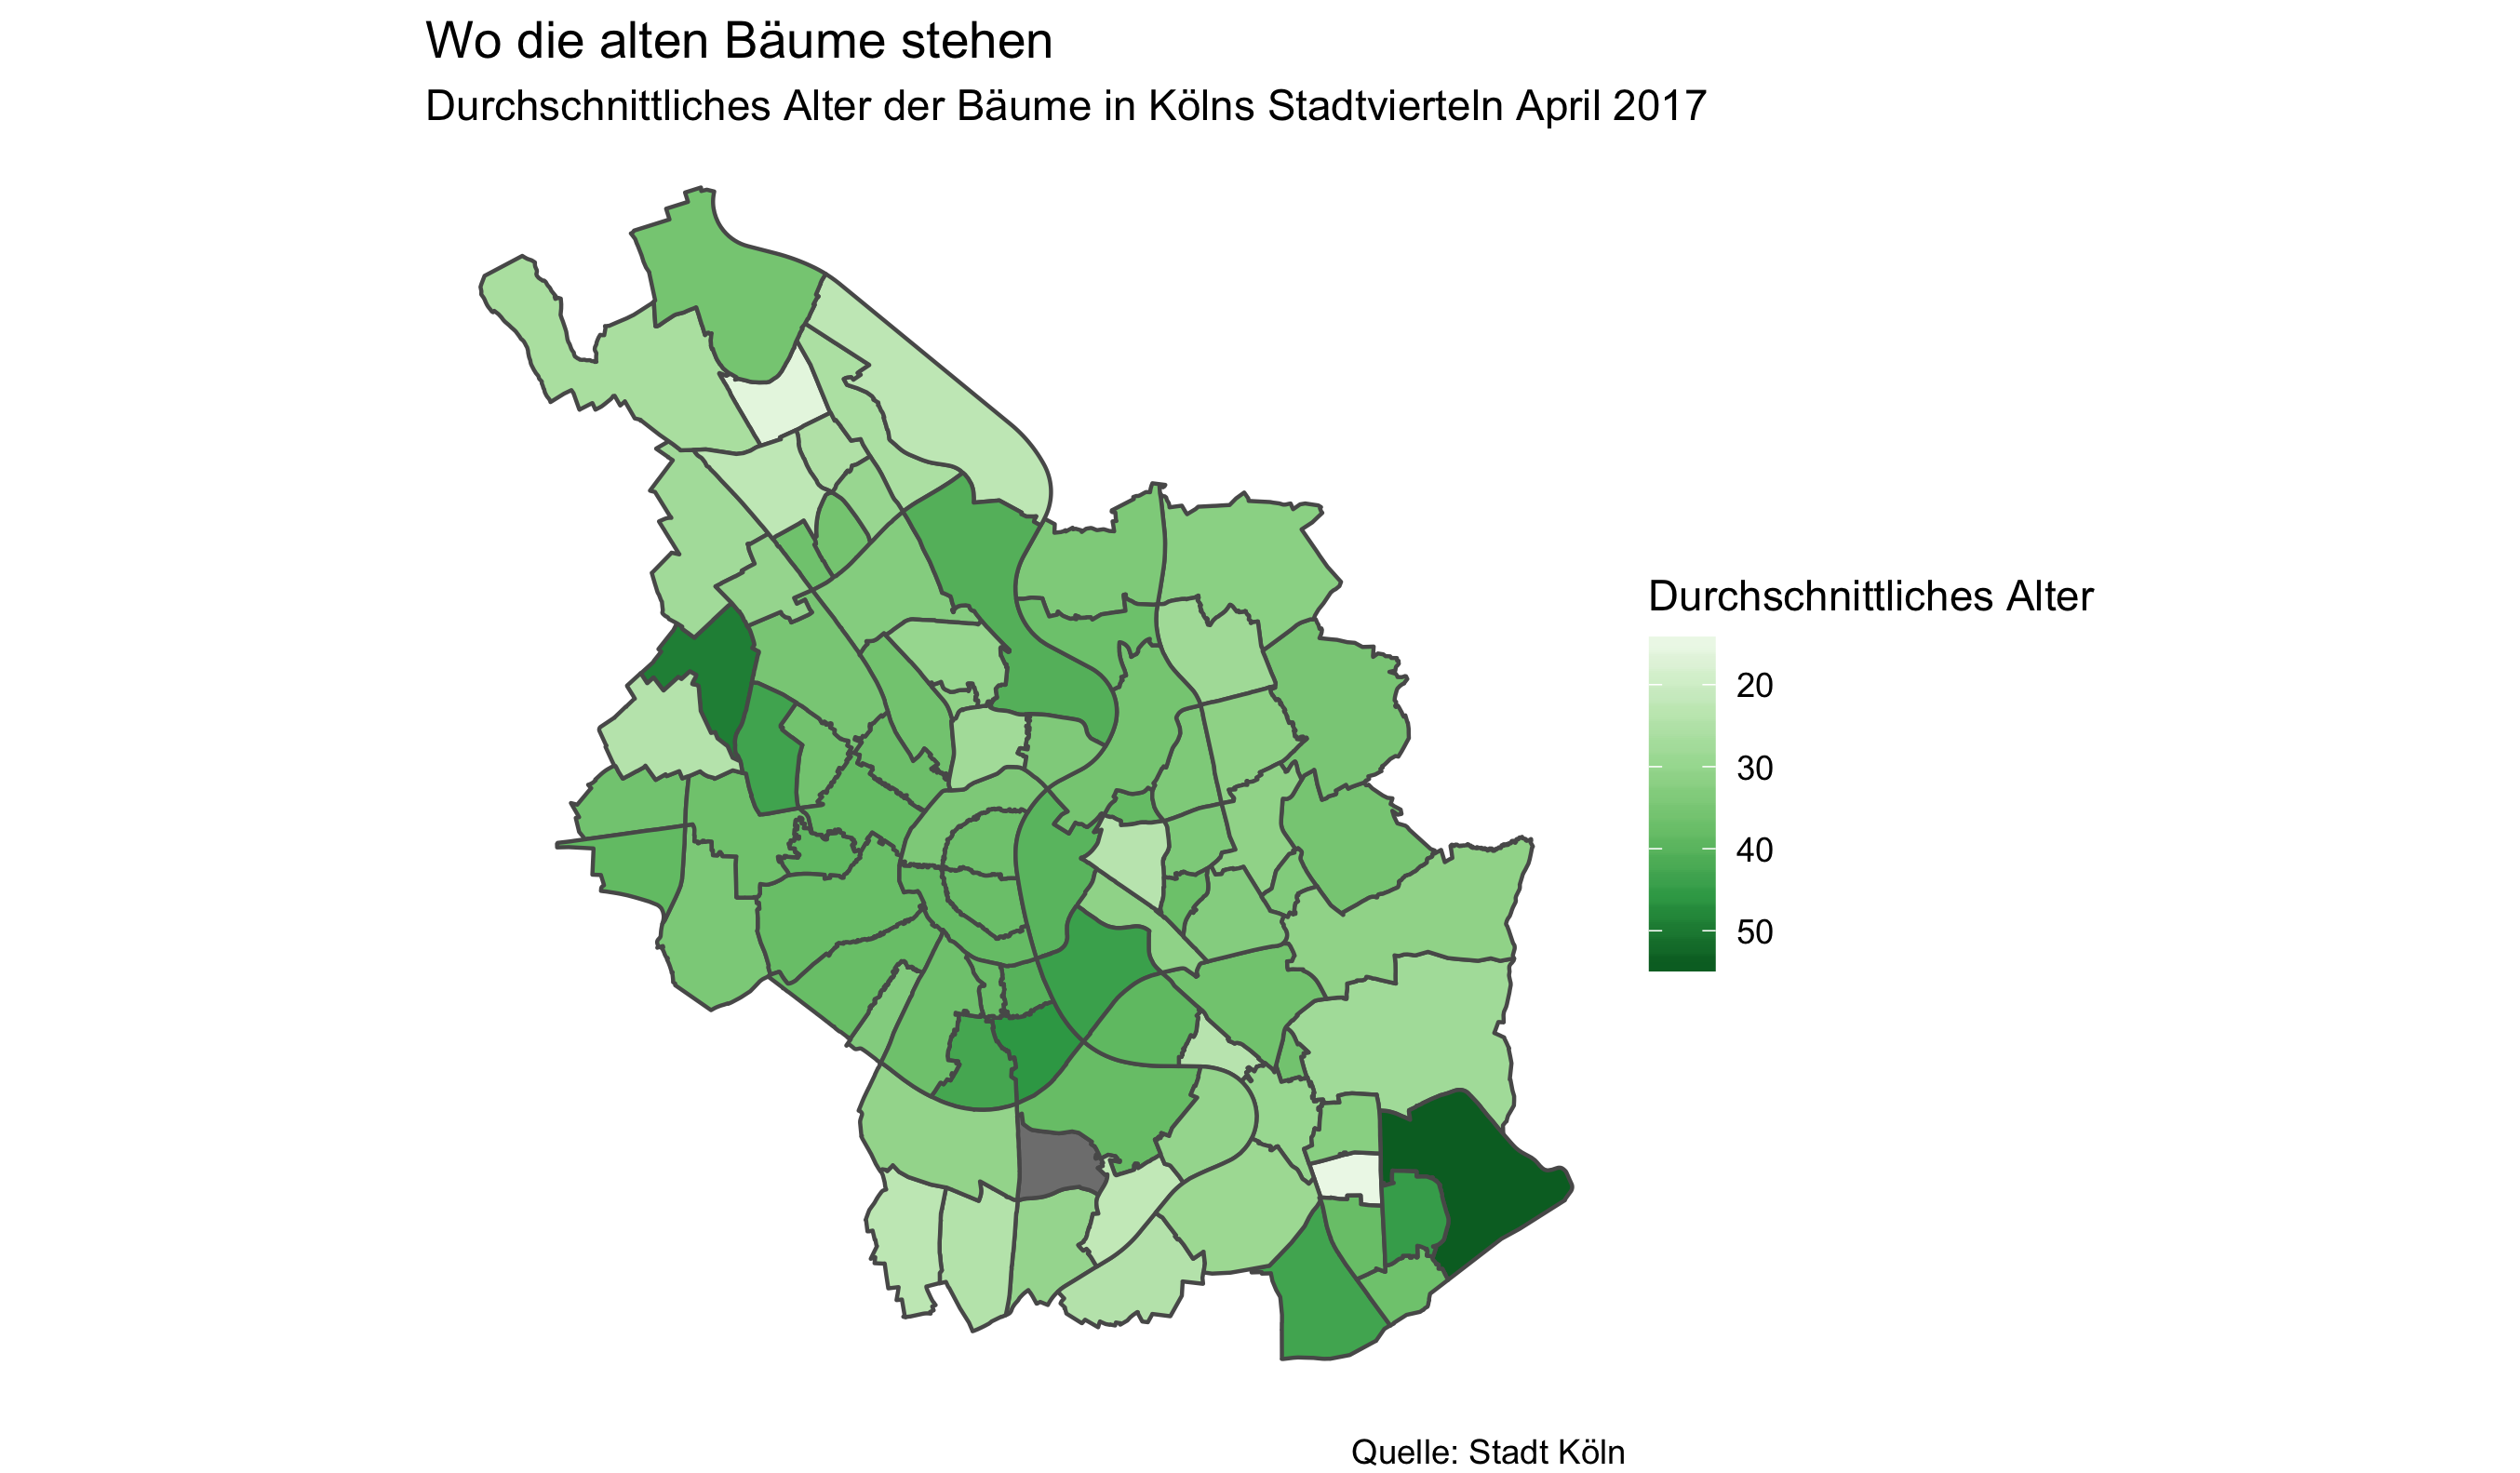 Wo die alten Bäume stehen
Durchschnittliches Alter der Bäume in Kölns Stadtvierteln April 2017
Durchschnittliches Alter
20
30
40
50
Quelle: Stadt Köln